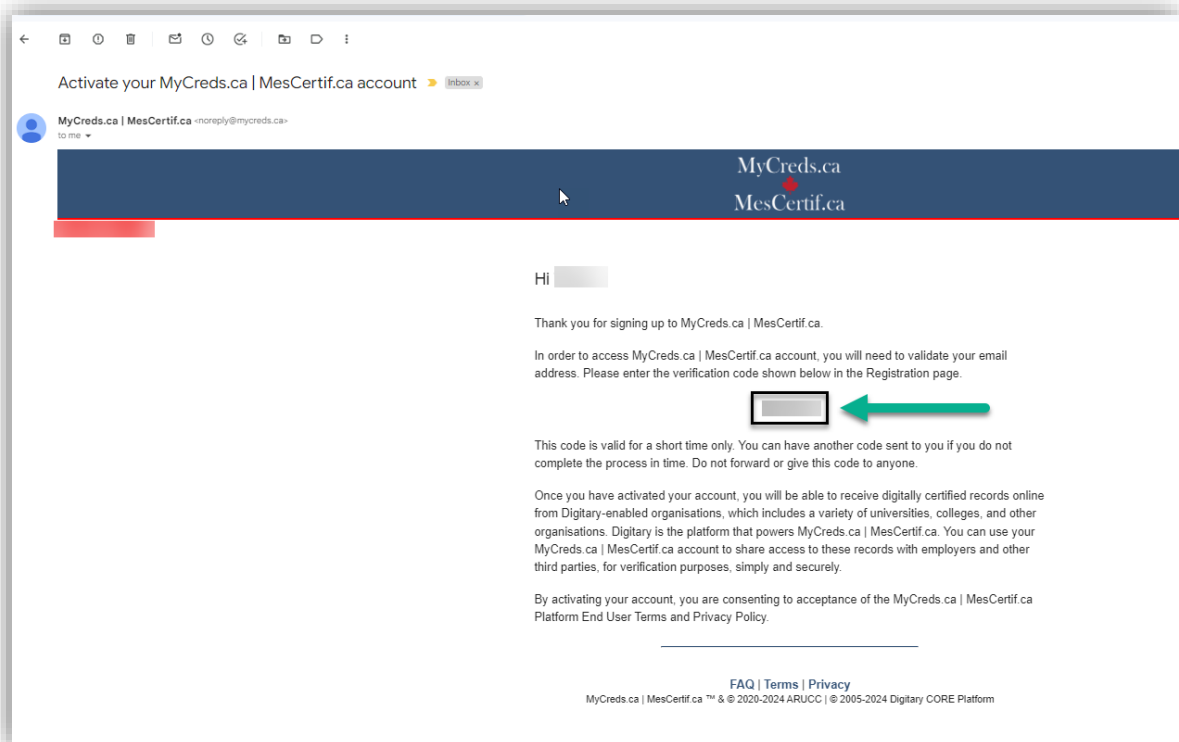 Activate your MyCreds.ca | MesCertif.ca account Inbox x
MyCreds.ca | MesCertif.ca <noreply@mycreds.ca>
to me
MyCreds.ca
MesCertif.ca
Hi
Thank you for signing up to MyCreds.ca | MesCertif.ca.
In order to access MyCreds.ca | MesCertif.ca account, you will need to validate your email
address. Please enter the verification code shown below in the Registration page.
This code is valid for a short time only. You can have another code sent to you if you do not
complete the process in time. Do not forward or give this code to anyone.
Once you have activated your account, you will be able to receive digitally certified records online
from Digitary-enabled organisations, which includes a variety of universities, colleges, and other
organisations. Digitary is the platform that powers MyCreds.ca | MesCertif.ca. You can use your
MyCreds.ca | MesCertif.ca account to share access to these records with employers and other
third parties, for verification purposes, simply and securely.
By activating your account, you are consenting to acceptance of the MyCreds.ca | MesCertif.ca
Platform End User Terms and Privacy Policy.
FAQ | Terms | Privacy
MyCreds.ca | MesCertif.ca ™ & © 2020-2024 ARUCC | © 2005-2024 Digitary CORE Platform